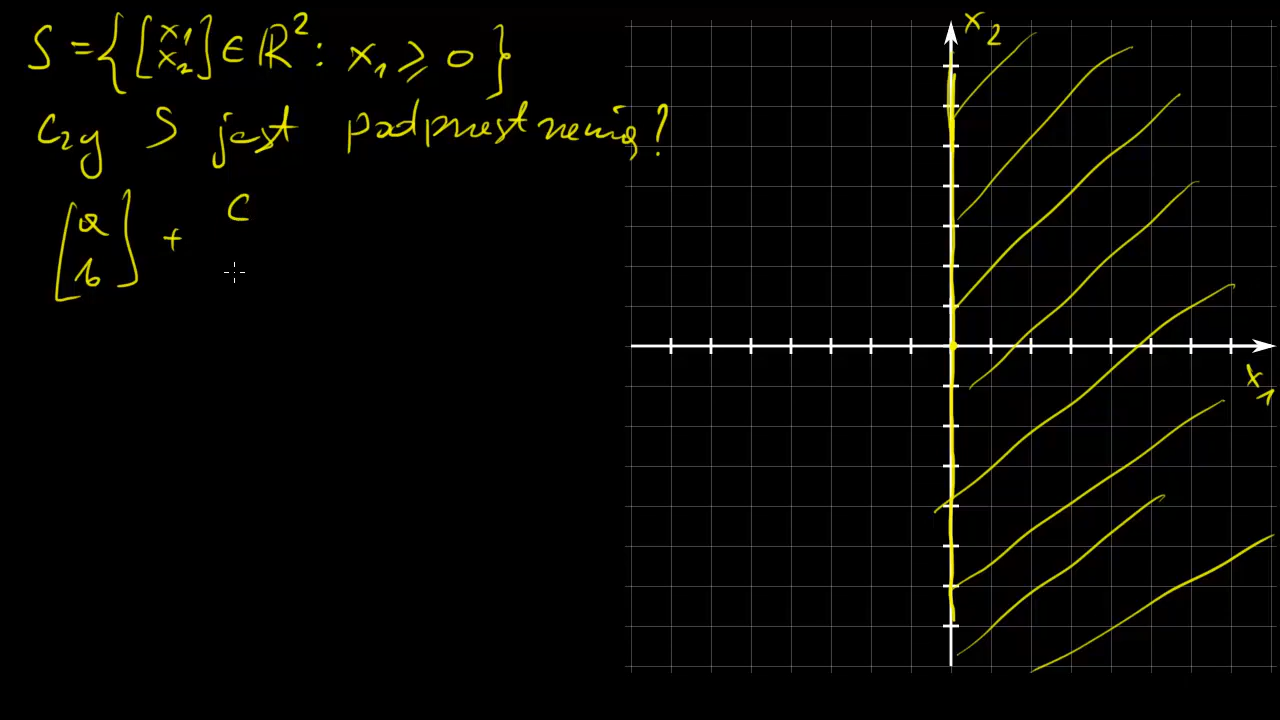 S = { [x1 x2] ∈ ℝ² : x₁ ⩾ 0 }
czy S jest podprzestrzenią?
[a b] + c
x₂
x₁